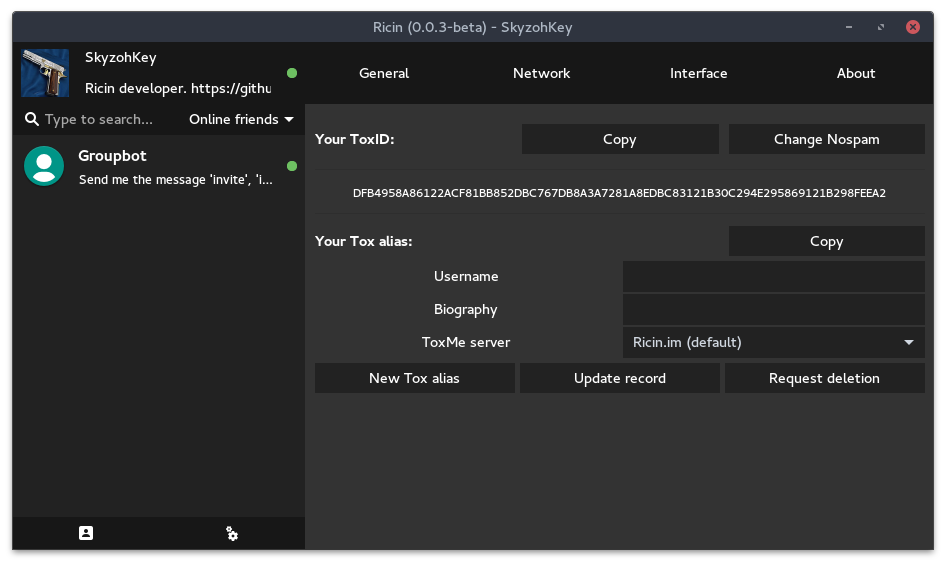 Ricin (0.0.3-beta) - SkyzohKey
SkyzohKey
Ricin developer. https://githu
General
Network
Interface
About
Type to search...
Online friends
Groupbot
Send me the message 'invite', 'i...
Your ToxID:
Copy
Change Nospam
DFB4958A86122ACF81BB852DBC767DB8A3A7281A8EDBC83121B30C294E295869121B298FEEA2
Your Tox alias:
Copy
Username
Biography
ToxMe server
Ricin.im (default)
New Tox alias
Update record
Request deletion